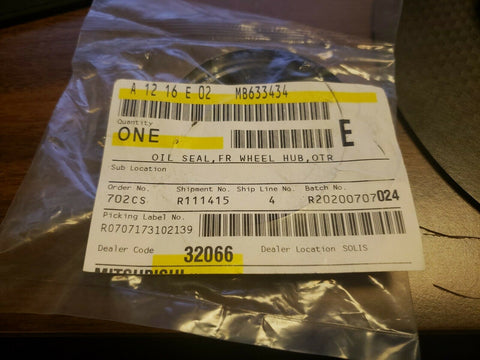 A 12 16 E 02 MB633434
Quantity
ONE
E
OIL SEAL,FR WHEEL HUB,OTR
Sub Location
Order No. Shipment No. Ship Line No. Batch No.
702CS R111415 4 R20200707024
Picking Label No.
R0707173102139
Dealer Code 32066 Dealer Location SOLIS
MITSUBISHI